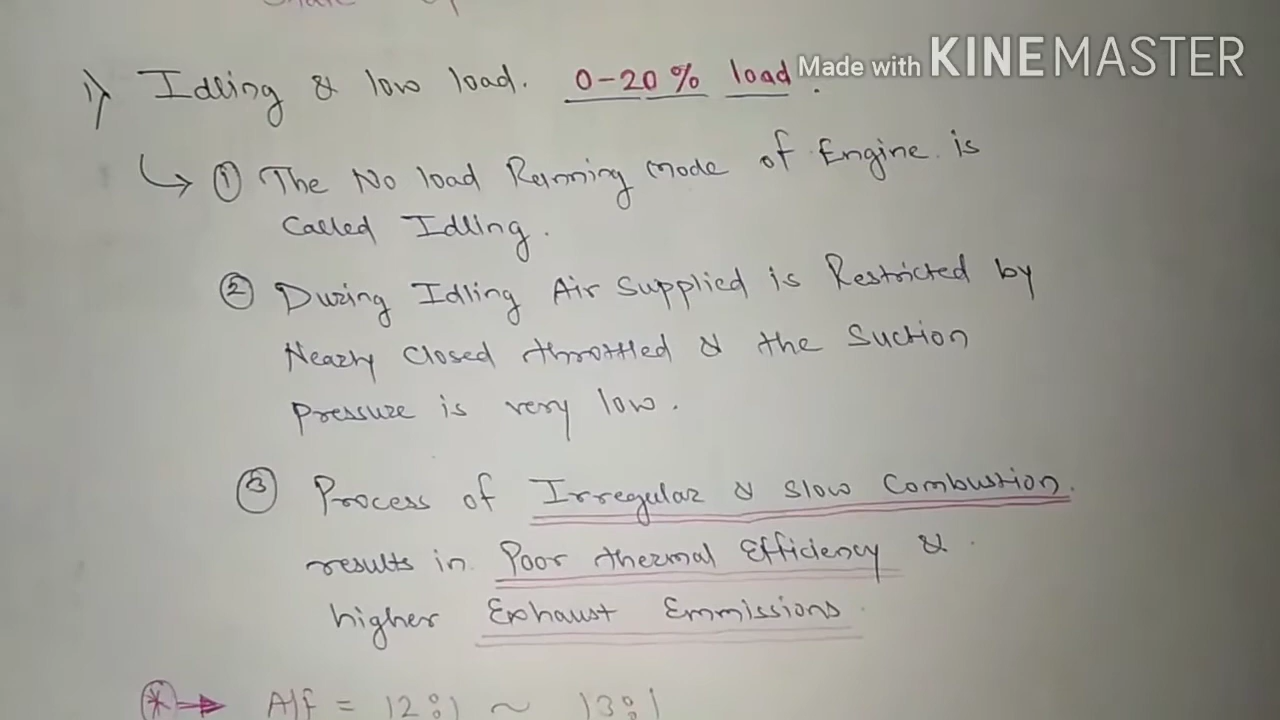 1) Idling & low load. 0-20% load.
Made with KINEMASTER
↳ ① The No load Running mode of Engine is
Called Idling.
② During Idling Air Supplied is Restricted by
Nearly Closed throttled & the Suction
pressure is very low.
③ Process of Irregular & Slow Combustion.
results in Poor thermal Efficiency &
higher Exhaust Emmissions.
* → A/f = 12:1 ~ 13:1